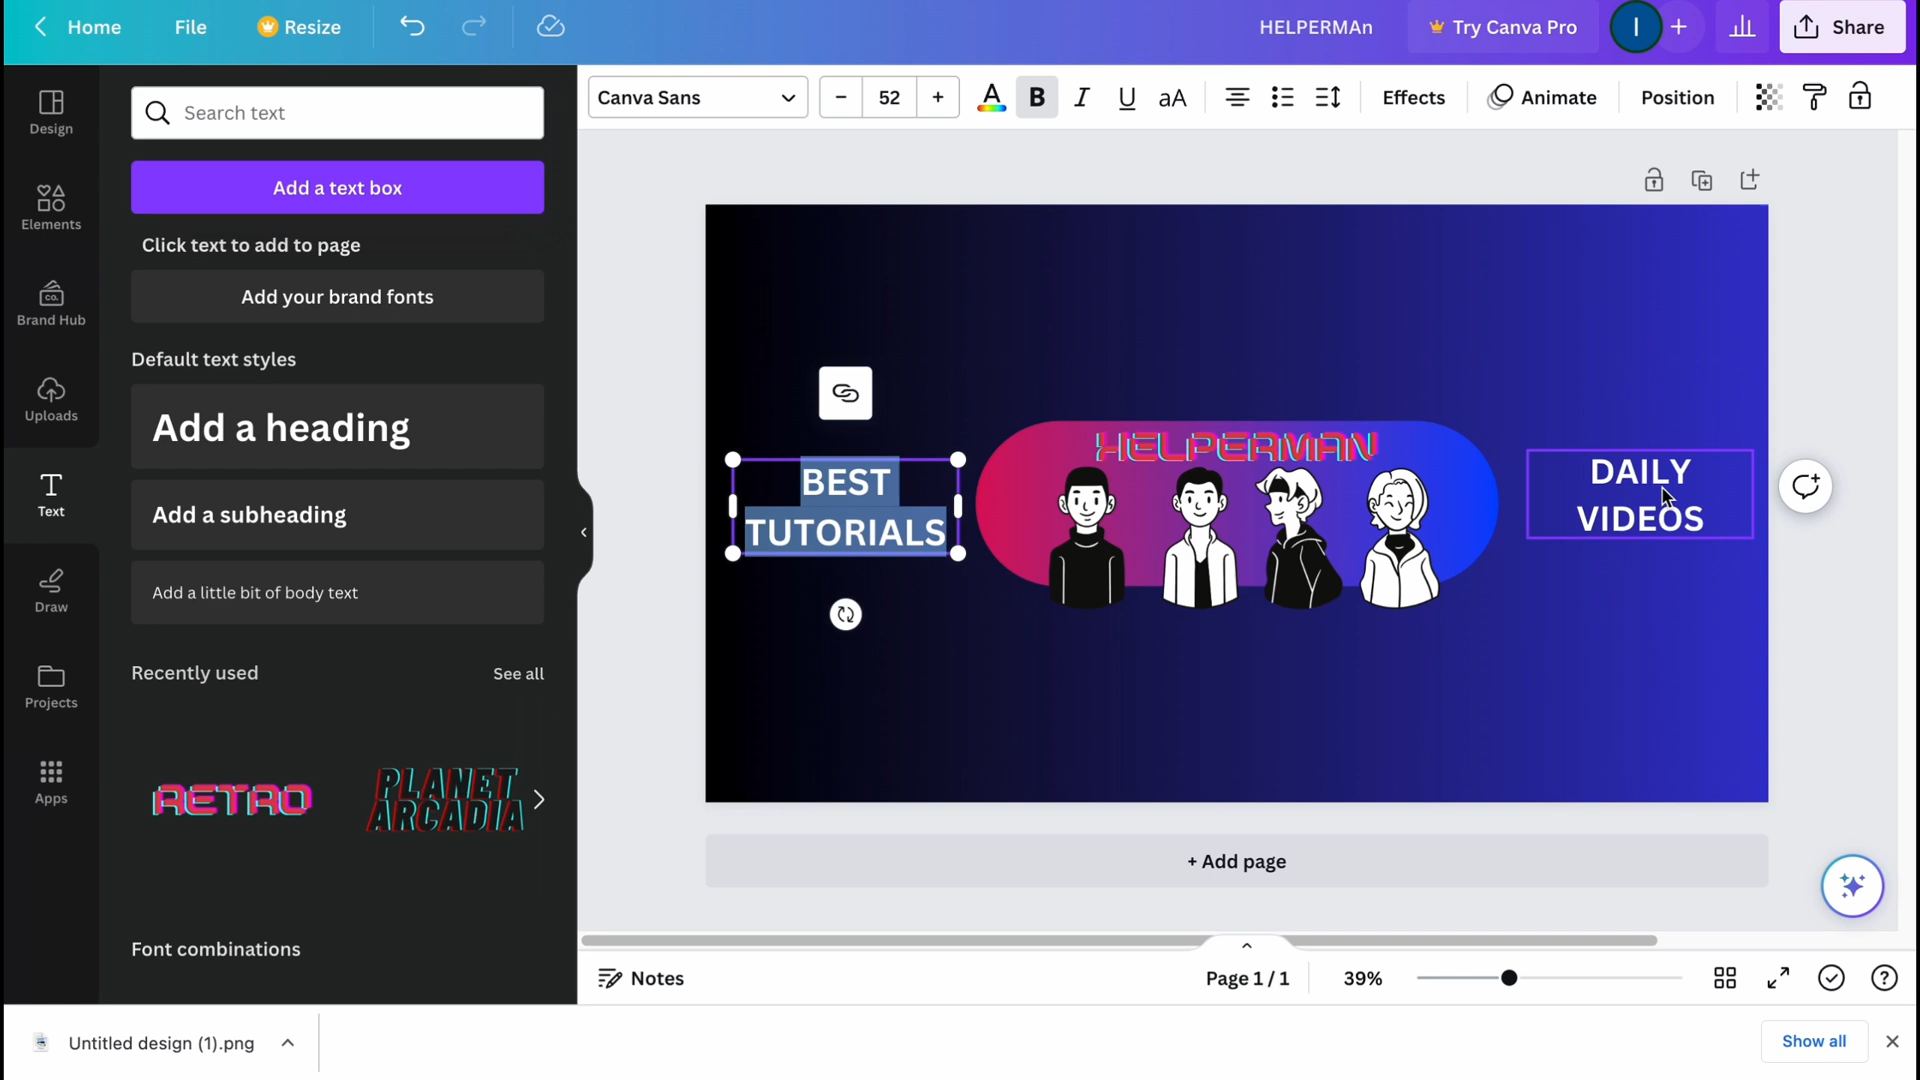 Home
File
Resize
HELPERMAn
Try Canva Pro
I
Share
Design
Elements
Brand Hub
CO.
Uploads
Text
Draw
Projects
Apps
Search text
Add a text box
Click text to add to page
Add your brand fonts
Default text styles
Add a heading
Add a subheading
Add a little bit of body text
Recently used
See all
RETRO
PLANET
ARCADIA
Font combinations
Canva Sans
52
A
B
I
U
aA
Effects
Animate
Position
BEST
TUTORIALS
HELPERMAN
DAILY
VIDEOS
+ Add page
Notes
Page 1 / 1
39%
Untitled design (1).png
Show all